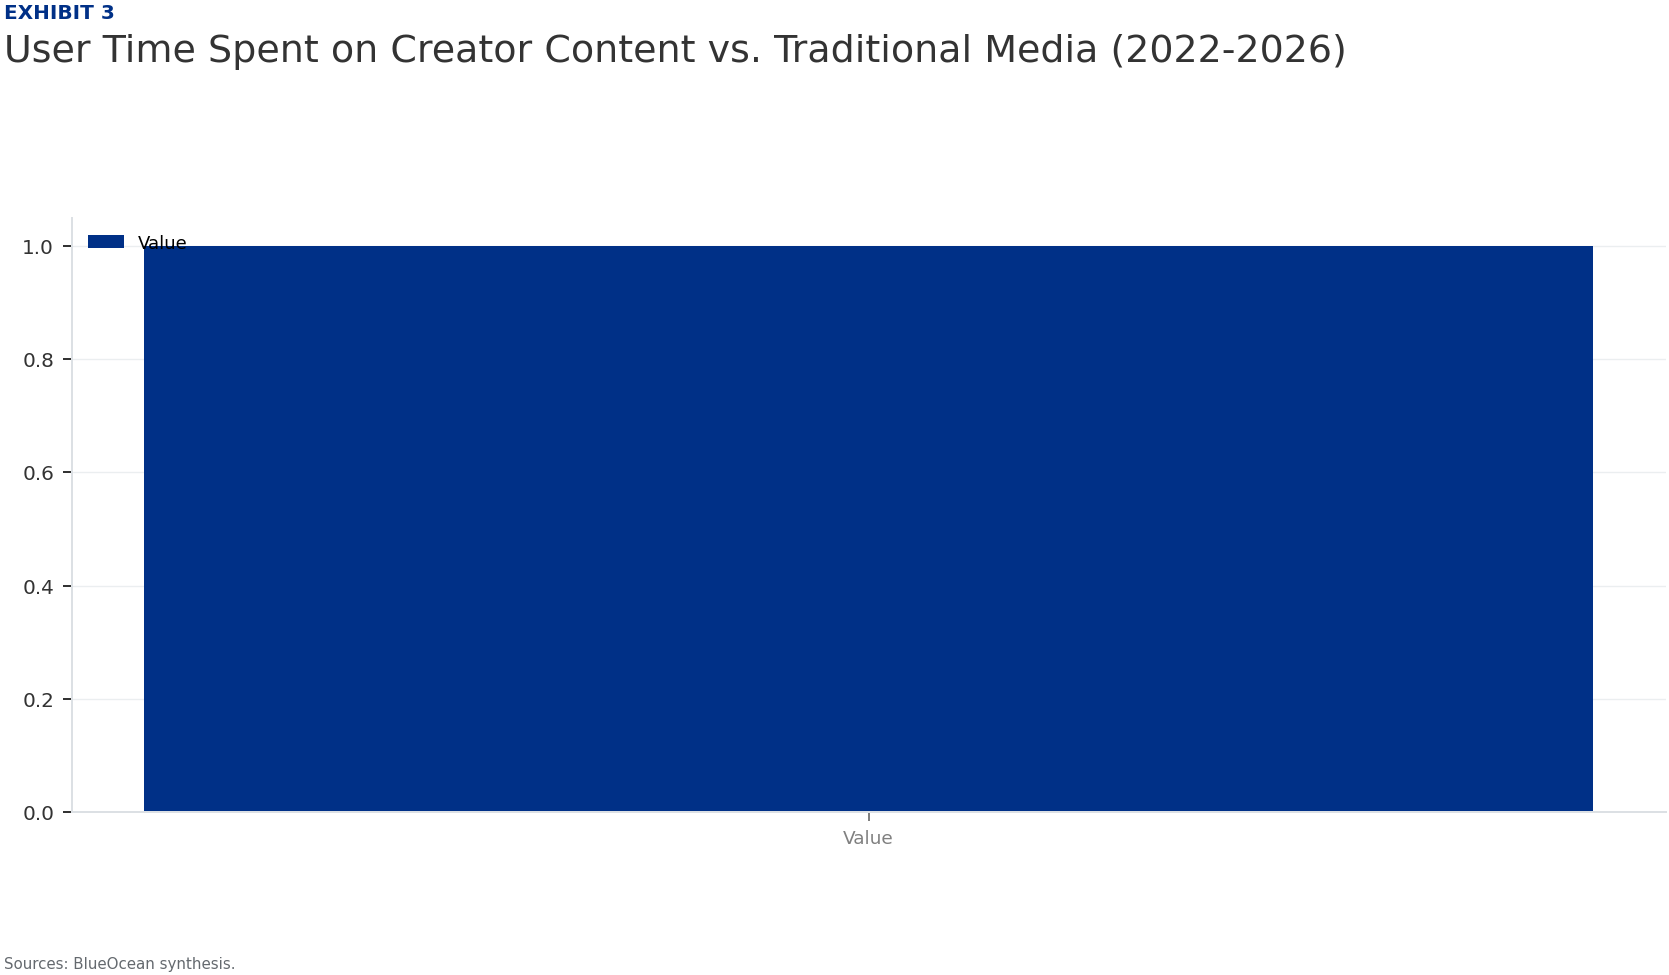 EXHIBIT 3
User Time Spent on Creator Content vs. Traditional Media (2022-2026)
Value
1.0
0.8
0.6
0.4
0.2
0.0
Value
Sources: BlueOcean synthesis.